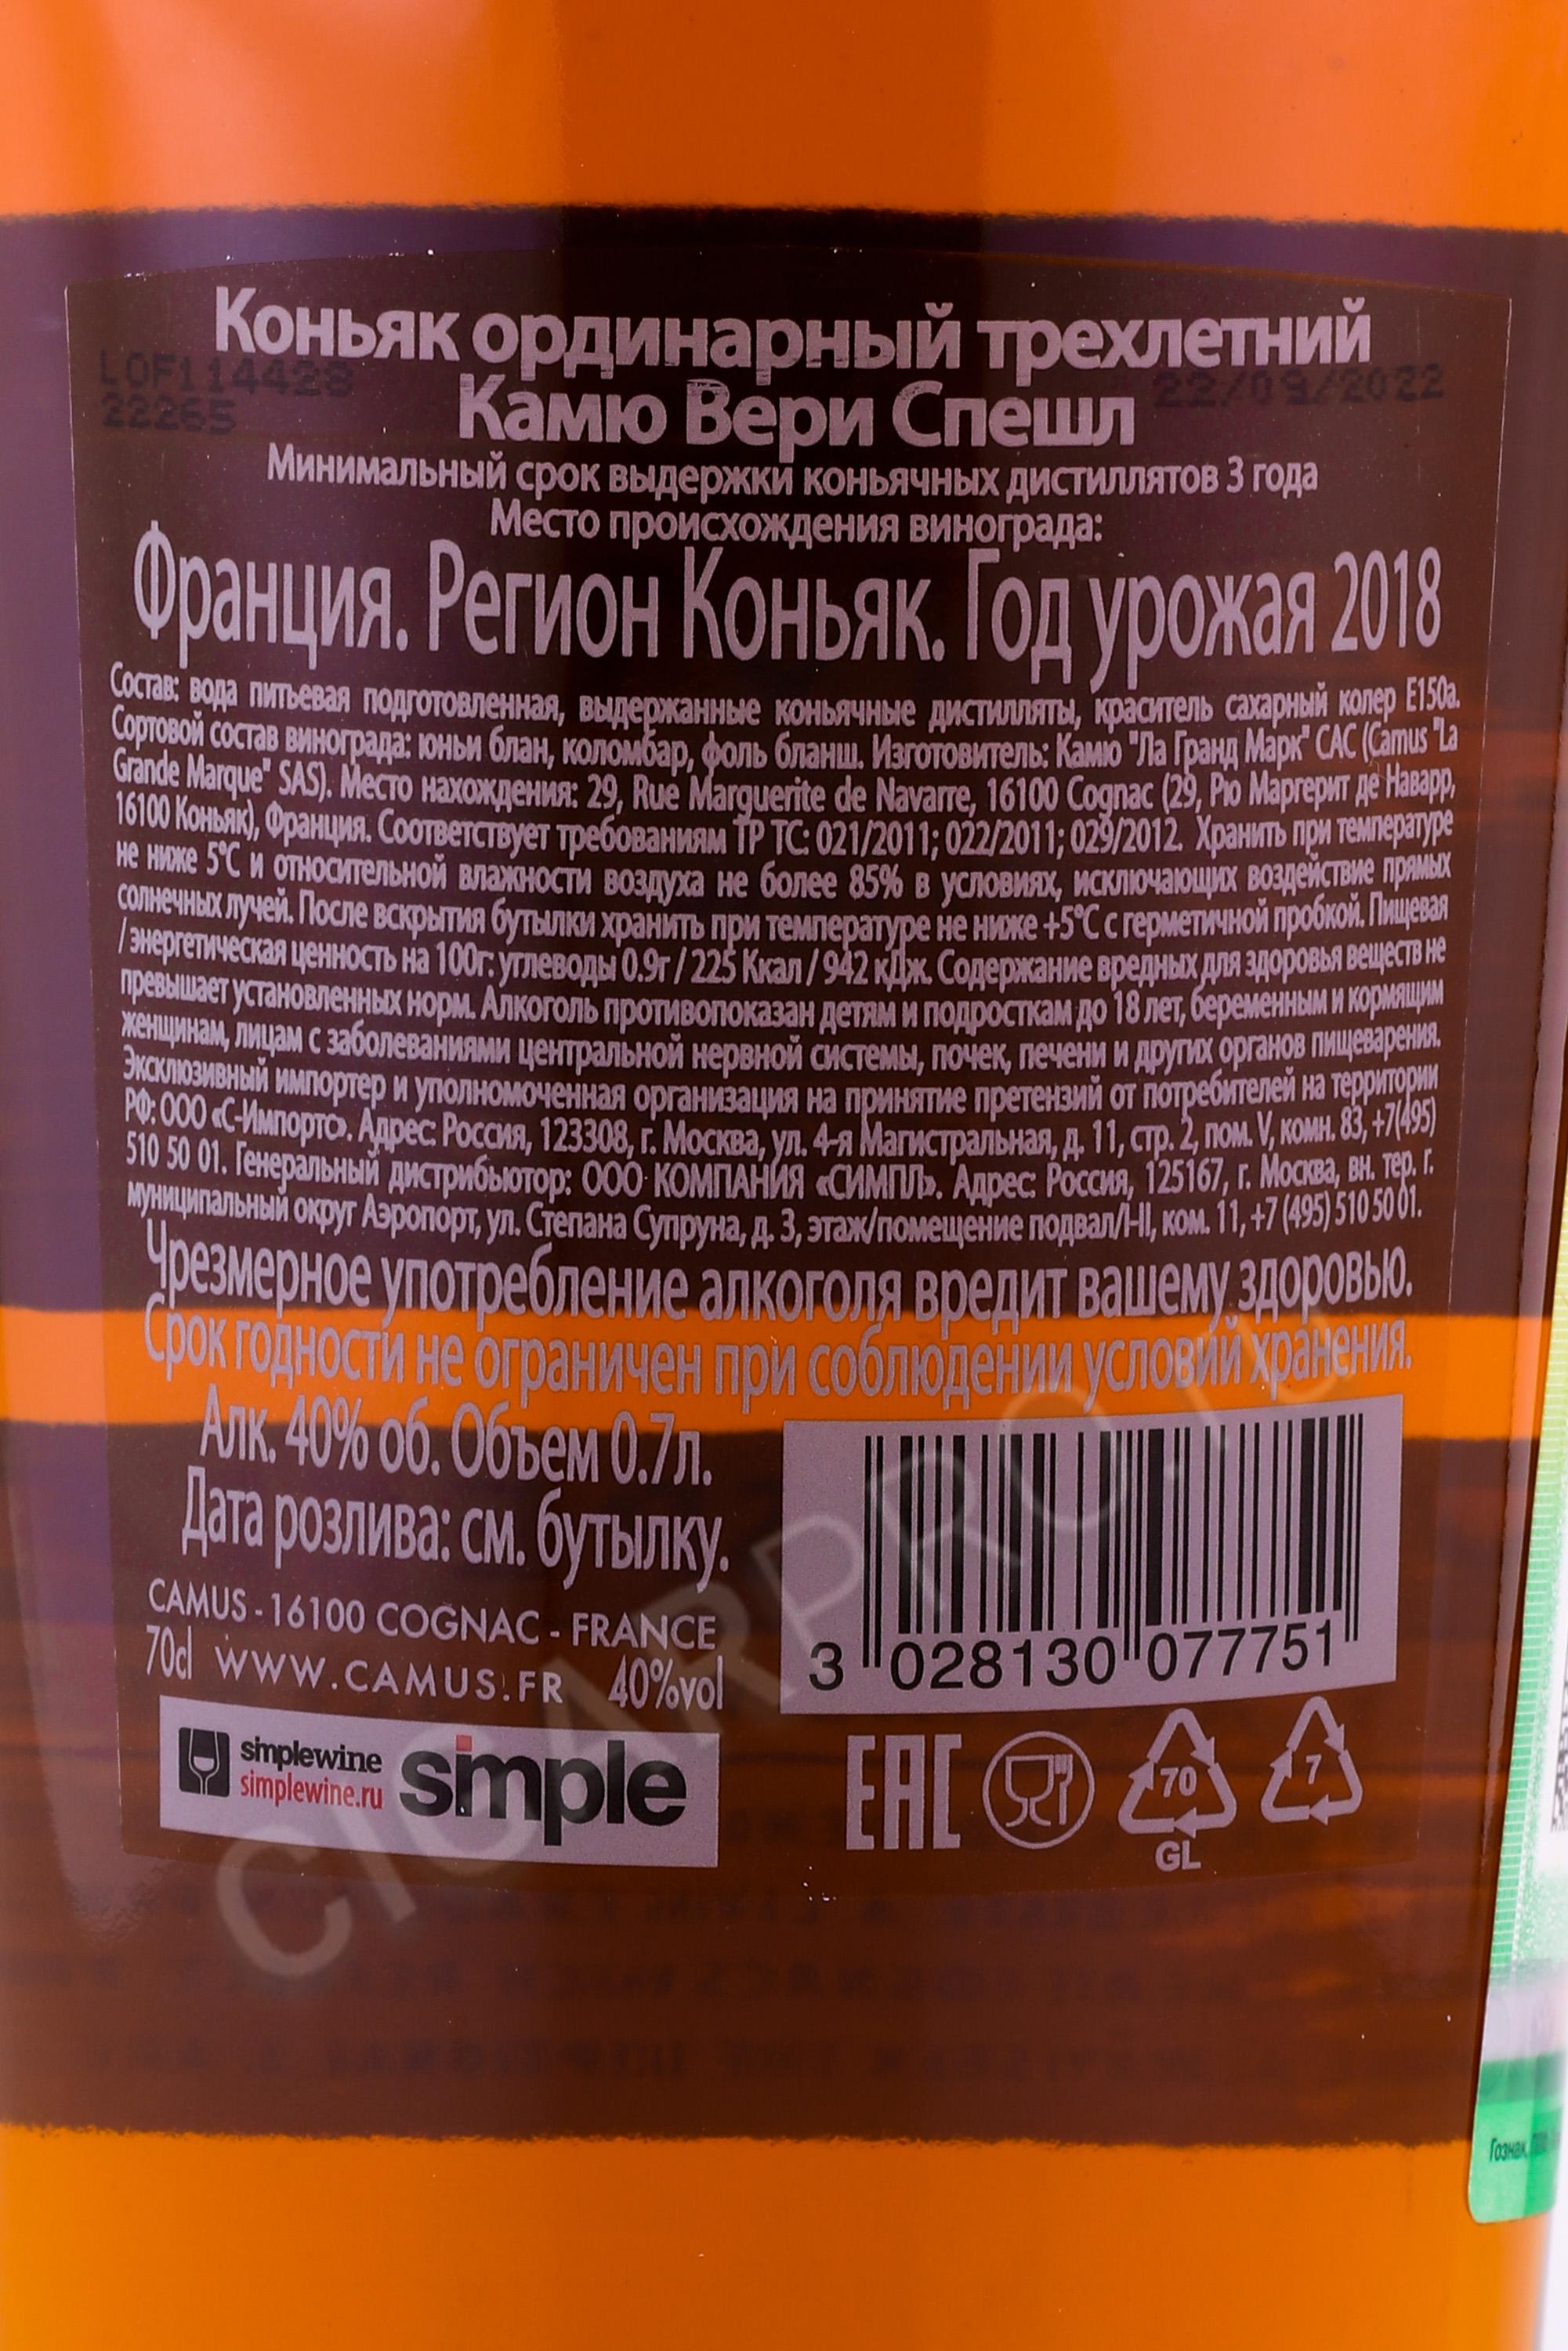 Коньяк ординарный трехлетний
LOF114428
22/09/2022
22265
Камю Вери Спешл
Минимальный срок выдержки коньячных дистиллятов 3 года
Место происхождения винограда:
Франция. Регион Коньяк. Год урожая 2018
Состав: вода питьевая подготовленная, выдержанные коньячные дистилляты, краситель сахарный колер Е150а.
Сортовой состав винограда: юньи блан, коломбар, фоль бланш. Изготовитель: Камю "Ла Гранд Марк" САС (Camus "La
Grande Marque" SAS). Место нахождения: 29, Rue Marguerite de Navarre, 16100 Cognac (29, Рю Маргерит де Наварр,
16100 Коньяк), Франция. Соответствует требованиям ТР ТС: 021/2011; 022/2011; 029/2012. Хранить при температуре
не ниже 5°С и относительной влажности воздуха не более 85% в условиях, исключающих воздействие прямых
солнечных лучей. После вскрытия бутылки хранить при температуре не ниже +5°С с герметичной пробкой. Пищевая
/ энергетическая ценность на 100г: углеводы 0.9г / 225 Ккал / 942 кДж. Содержание вредных для здоровья веществ не
превышает установленных норм. Алкоголь противопоказан детям и подросткам до 18 лет, беременным и кормящим
женщинам, лицам с заболеваниями центральной нервной системы, почек, печени и других органов пищеварения.
Эксклюзивный импортер и уполномоченная организация на принятие претензий от потребителей на территории
РФ: ООО «С-Импортс». Адрес: Россия, 123308, г. Москва, ул. 4-я Магистральная, д. 11, стр. 2, пом. V, комн. 83, +7(495)
510 50 01. Генеральный дистрибьютор: ООО КОМПАНИЯ «СИМПЛ». Адрес: Россия, 125167, г. Москва, вн. тер. г.
муниципальный округ Аэропорт, ул. Степана Супруна, д. 3, этаж/помещение подвал/I-II, ком. 11, +7 (495) 510 50 01.
Чрезмерное употребление алкоголя вредит вашему здоровью.
Срок годности не ограничен при соблюдении условий хранения.
Алк. 40% об. Объем 0.7л.
Дата розлива: см. бутылку.
CAMUS - 16100 COGNAC - FRANCE
70cl WWW.CAMUS.FR 40%vol
3 028130 077751
simplewine
simplewine.ru
simple
EAC
70
GL
7
CIGARPRO.ru
Гознак,